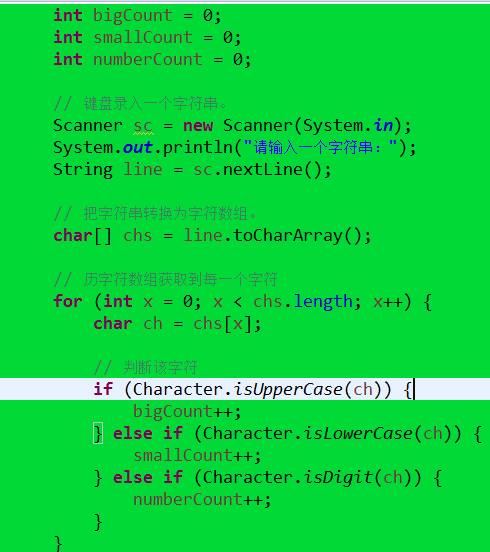 int bigCount = 0;
int smallCount = 0;
int numberCount = 0;
// 键盘录入一个字符串。
Scanner sc = new Scanner(System.in);
System.out.println("请输入一个字符串：");
String line = sc.nextLine();
// 把字符串转换为字符数组。
char[] chs = line.toCharArray();
// 历字符数组获取到每一个字符
for (int x = 0; x < chs.length; x++) {
char ch = chs[x];
// 判断该字符
if (Character.isUpperCase(ch)) {
bigCount++;
} else if (Character.isLowerCase(ch)) {
smallCount++;
} else if (Character.isDigit(ch)) {
numberCount++;
}
}